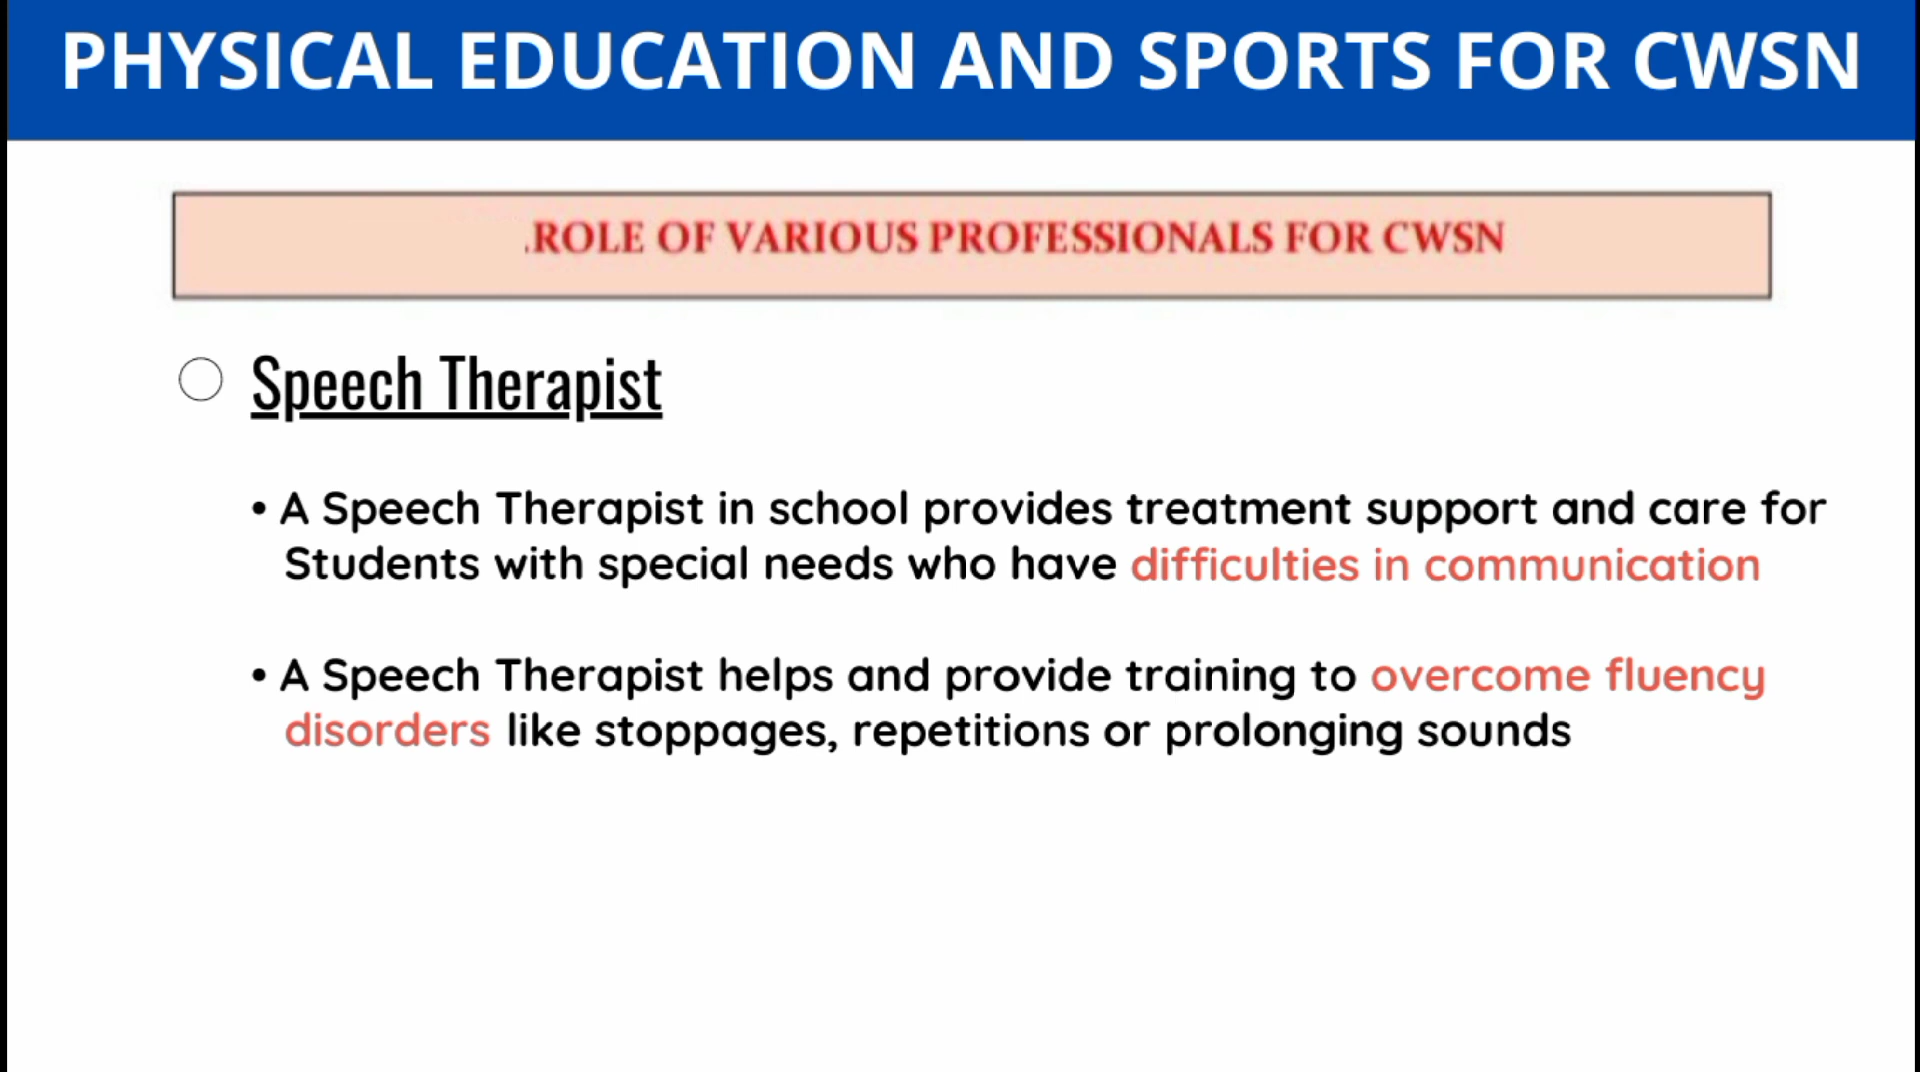 PHYSICAL EDUCATION AND SPORTS FOR CWSN
.ROLE OF VARIOUS PROFESSIONALS FOR CWSN
Speech Therapist
• A Speech Therapist in school provides treatment support and care for
Students with special needs who have difficulties in communication
• A Speech Therapist helps and provide training to overcome fluency
disorders like stoppages, repetitions or prolonging sounds